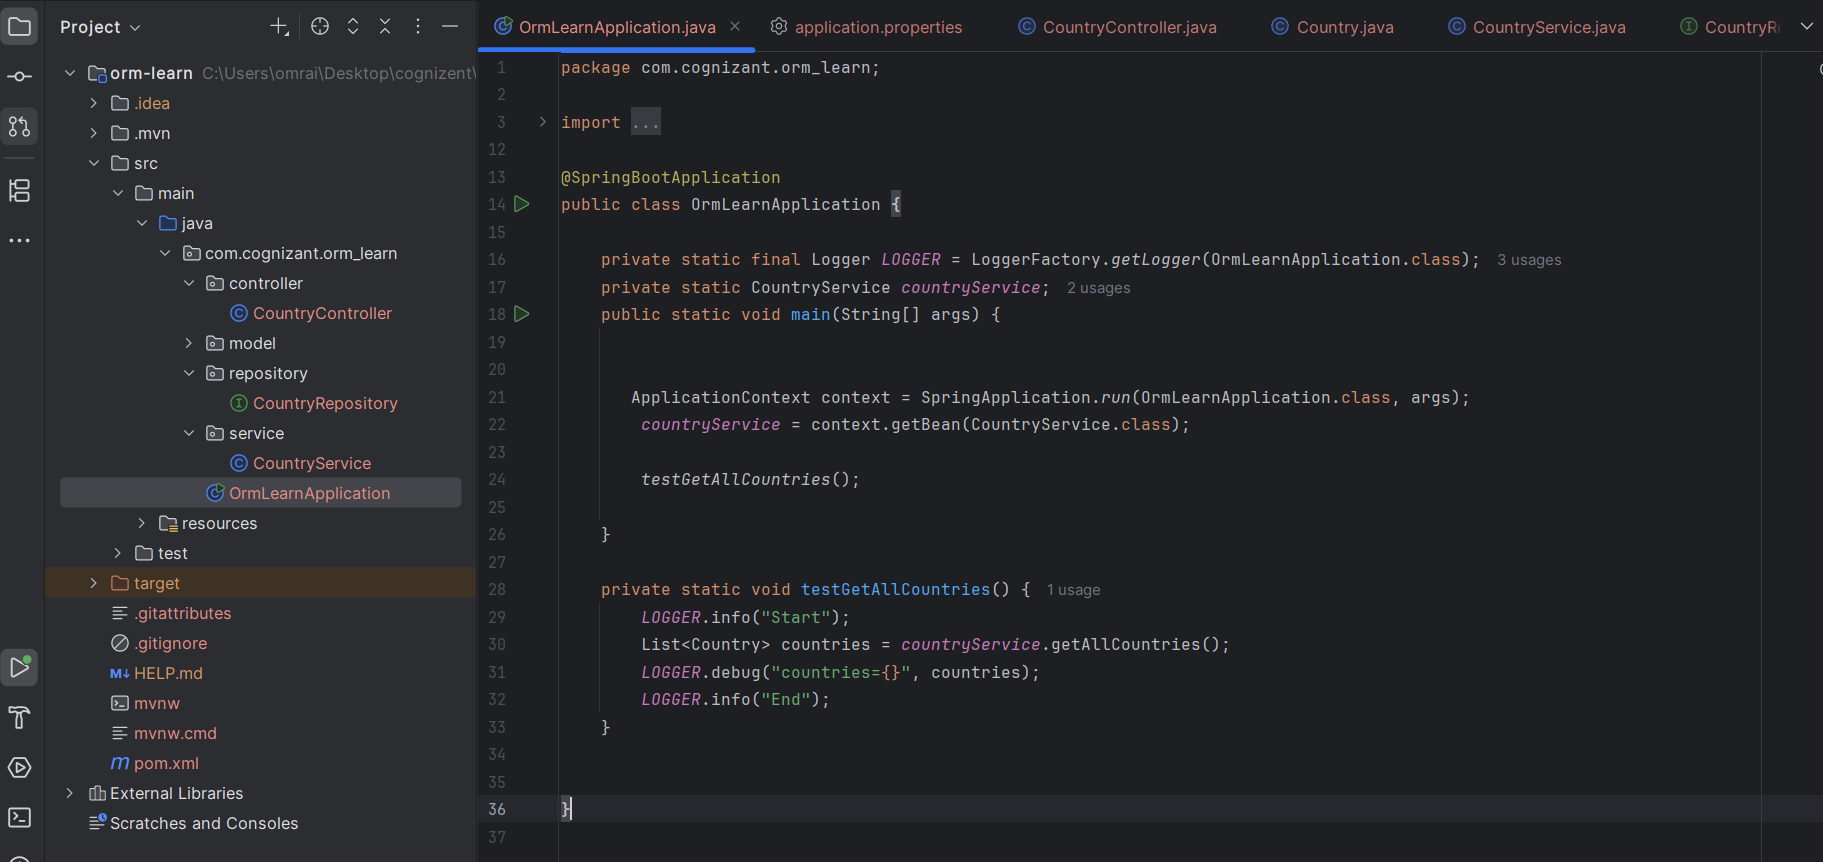 Project
orm-learn C:\Users\omrai\Desktop\cognizent\
.idea
.mvn
src
main
java
com.cognizant.orm_learn
controller
CountryController
model
repository
CountryRepository
service
CountryService
OrmLearnApplication
resources
test
target
.gitattributes
.gitignore
HELP.md
mvnw
mvnw.cmd
pom.xml
External Libraries
Scratches and Consoles
OrmLearnApplication.java application.properties CountryController.java Country.java CountryService.java CountryRe
1 package com.cognizant.orm_learn;
2
3 import ...
12
13 @SpringBootApplication
14 public class OrmLearnApplication {
15
16 private static final Logger LOGGER = LoggerFactory.getLogger(OrmLearnApplication.class); 3 usages
17 private static CountryService countryService; 2 usages
18 public static void main(String[] args) {
19
20
21 ApplicationContext context = SpringApplication.run(OrmLearnApplication.class, args);
22 countryService = context.getBean(CountryService.class);
23
24 testGetAllCountries();
25
26 }
27
28 private static void testGetAllCountries() { 1 usage
29 LOGGER.info("Start");
30 List<Country> countries = countryService.getAllCountries();
31 LOGGER.debug("countries={}", countries);
32 LOGGER.info("End");
33 }
34
35
36 }
37